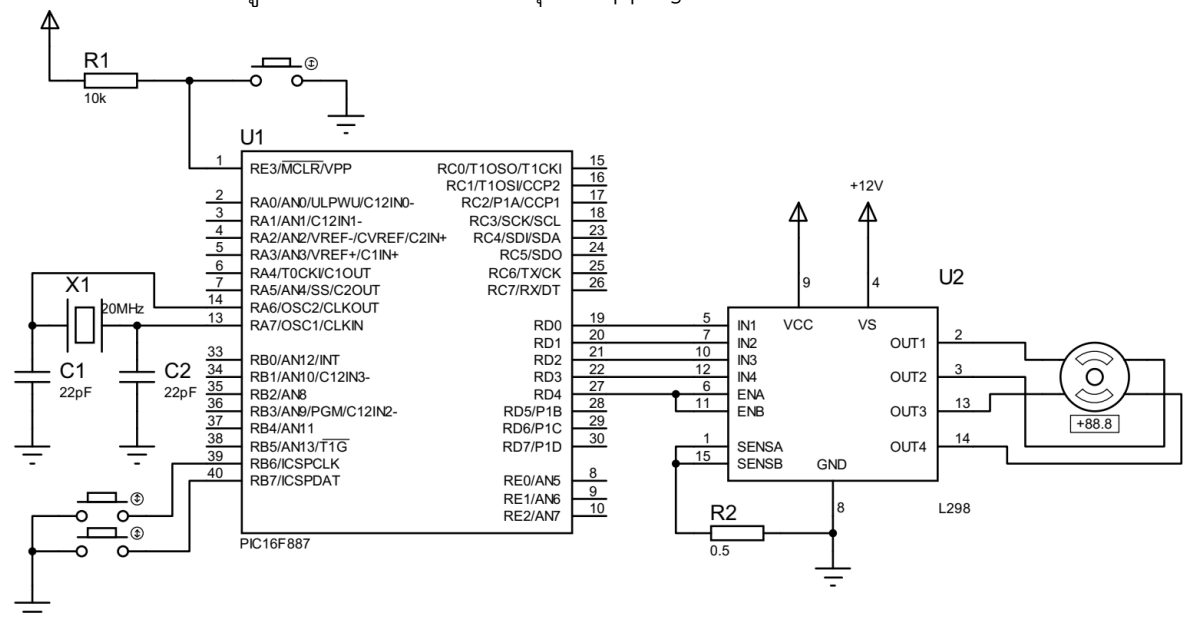 R1
10k
U1
1 RE3/MCLR/VPP
2 RA0/AN0/ULPWU/C12IN0-
3 RA1/AN1/C12IN1-
4 RA2/AN2/VREF-/CVREF/C2IN+
5 RA3/AN3/VREF+/C1IN+
6 RA4/T0CKI/C1OUT
7 RA5/AN4/SS/C2OUT
14 RA6/OSC2/CLKOUT
13 RA7/OSC1/CLKIN
33 RB0/AN12/INT
34 RB1/AN10/C12IN3-
35 RB2/AN8
36 RB3/AN9/PGM/C12IN2-
37 RB4/AN11
38 RB5/AN13/T1G
39 RB6/ICSPCLK
40 RB7/ICSPDAT
RC0/T1OSO/T1CKI 15
RC1/T1OSI/CCP2 16
RC2/P1A/CCP1 17
RC3/SCK/SCL 18
RC4/SDI/SDA 23
RC5/SDO 24
RC6/TX/CK 25
RC7/RX/DT 26
RD0 19
RD1 20
RD2 21
RD3 22
RD4 27
RD5/P1B 28
RD6/P1C 29
RD7/P1D 30
RE0/AN5 8
RE1/AN6 9
RE2/AN7 10
PIC16F887
X1
20MHz
C1
22pF
C2
22pF
+12V
9
4
U2
VCC VS
5 IN1
7 IN2
10 IN3
12 IN4
6 ENA
11 ENB
1 SENSA
15 SENSB
OUT1 2
OUT2 3
OUT3 13
OUT4 14
GND
8
L298
R2
0.5
+88.8